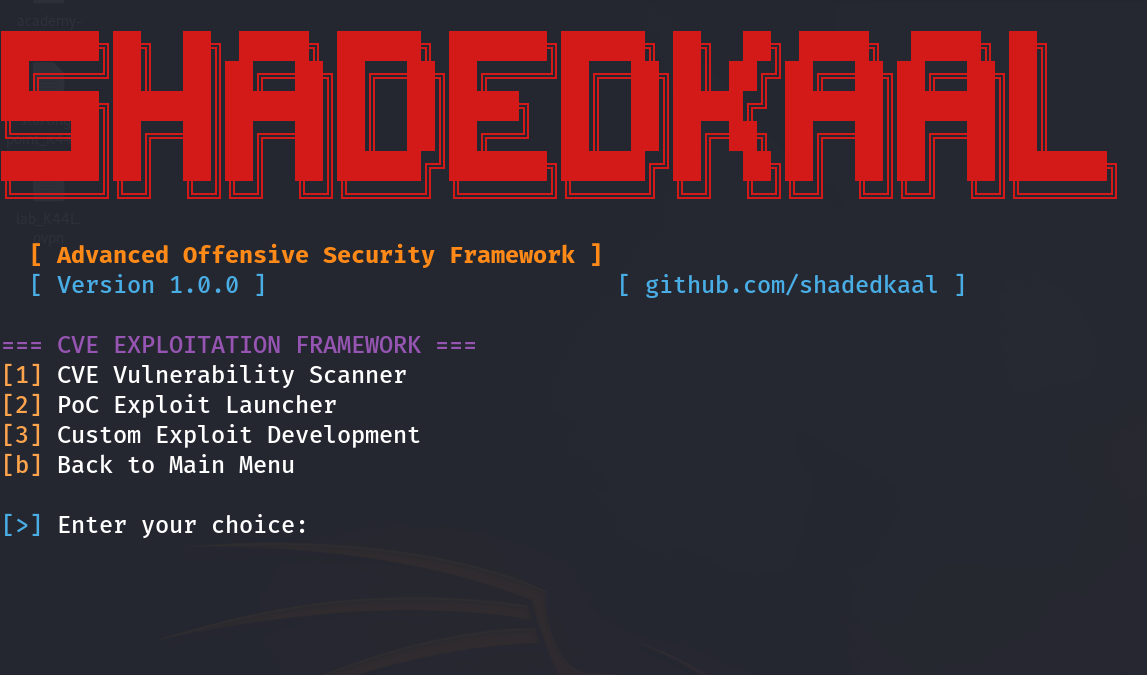 academy-
SHADEDKAAL
lab_K44L.
ovpn
[ Advanced Offensive Security Framework ]
[ Version 1.0.0 ] [ github.com/shadedkaal ]
=== CVE EXPLOITATION FRAMEWORK ===
[1] CVE Vulnerability Scanner
[2] PoC Exploit Launcher
[3] Custom Exploit Development
[b] Back to Main Menu
[>] Enter your choice: